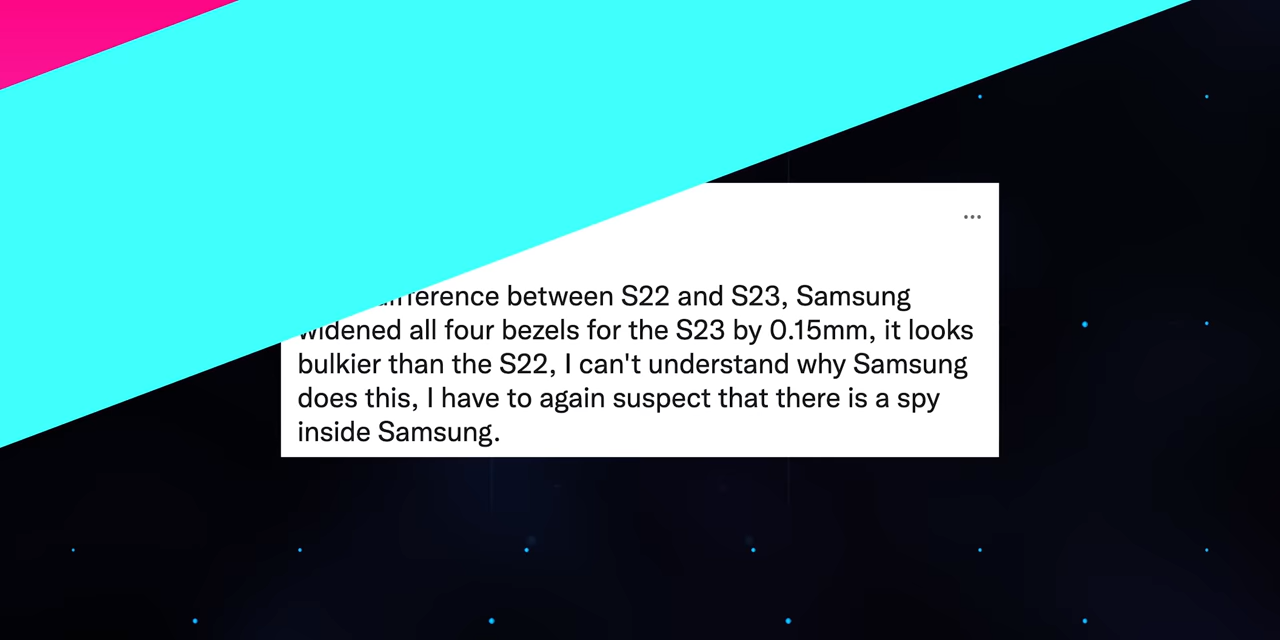 between S22 and S23, Samsung
widened all four bezels for the S23 by 0.15mm, it looks
bulkier than the S22, I can't understand why Samsung
does this, I have to again suspect that there is a spy
inside Samsung.